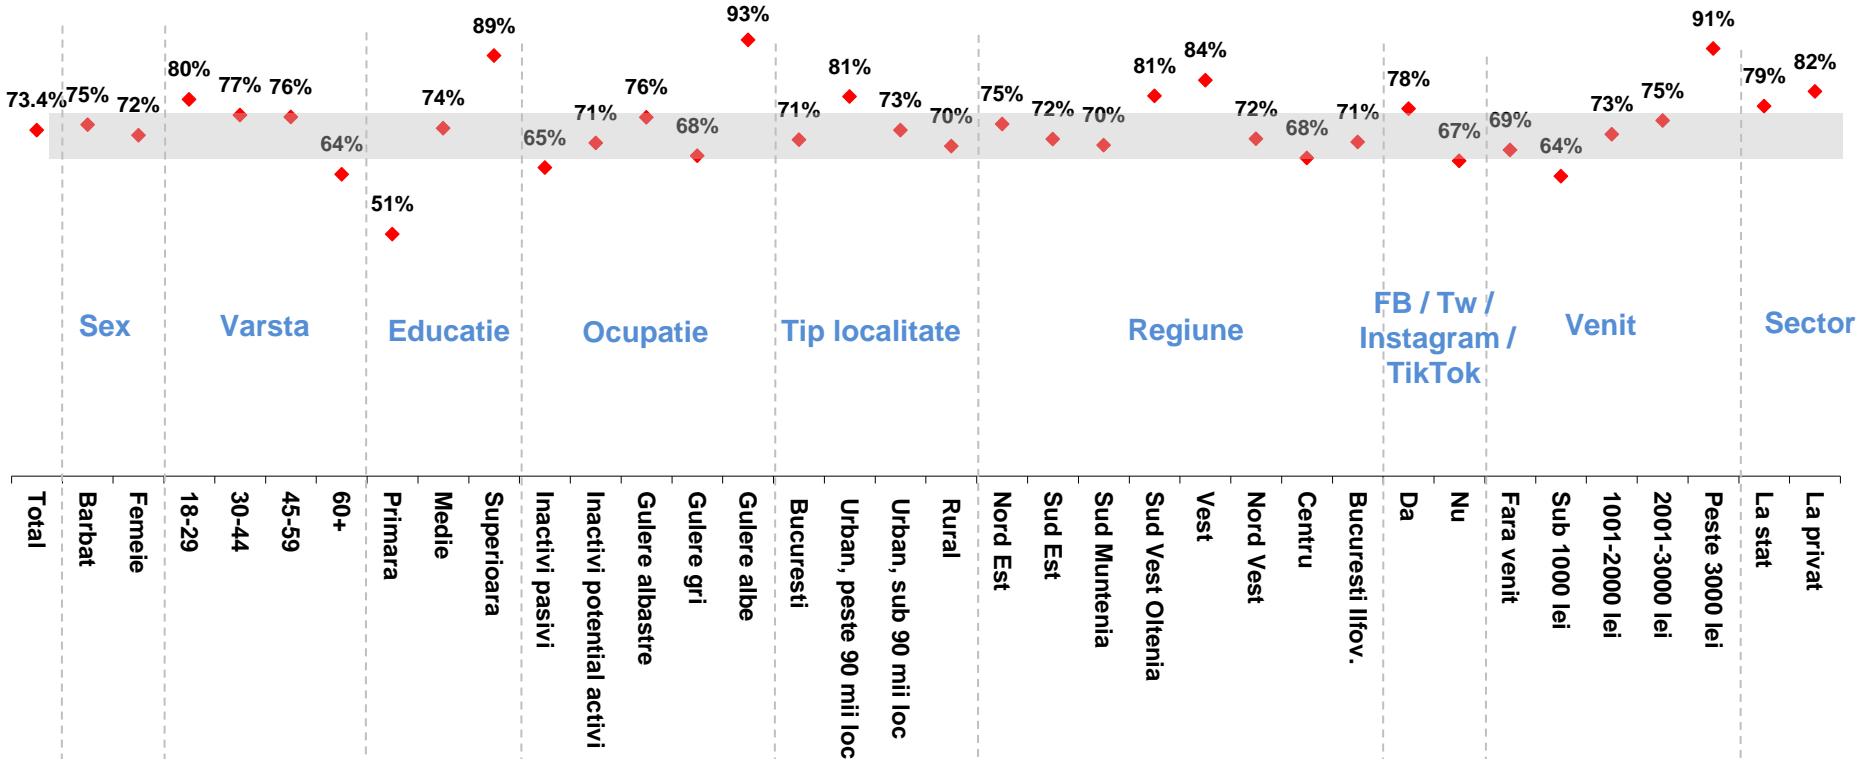 73.4%
75%
72%
80%
77%
76%
64%
51%
74%
89%
65%
71%
76%
68%
93%
71%
81%
73%
70%
75%
72%
70%
81%
84%
72%
68%
71%
78%
67%
69%
64%
73%
75%
91%
79%
82%
Sex
Varsta
Educatie
Ocupatie
Tip localitate
Regiune
FB / Tw /
Instagram /
TikTok
Venit
Sector
Total
Barbat
Femeie
18-29
30-44
45-59
60+
Primara
Medie
Superioara
Inactivi pasivi
Inactivi potential activi
Gulere albastre
Gulere gri
Gulere albe
Bucuresti
Urban, peste 90 mii loc
Urban, sub 90 mii loc
Rural
Nord Est
Sud Est
Sud Muntenia
Sud Vest Oltenia
Vest
Nord Vest
Centru
Bucuresti Ilfov.
Da
Nu
Fara venit
Sub 1000 lei
1001-2000 lei
2001-3000 lei
Peste 3000 lei
La stat
La privat